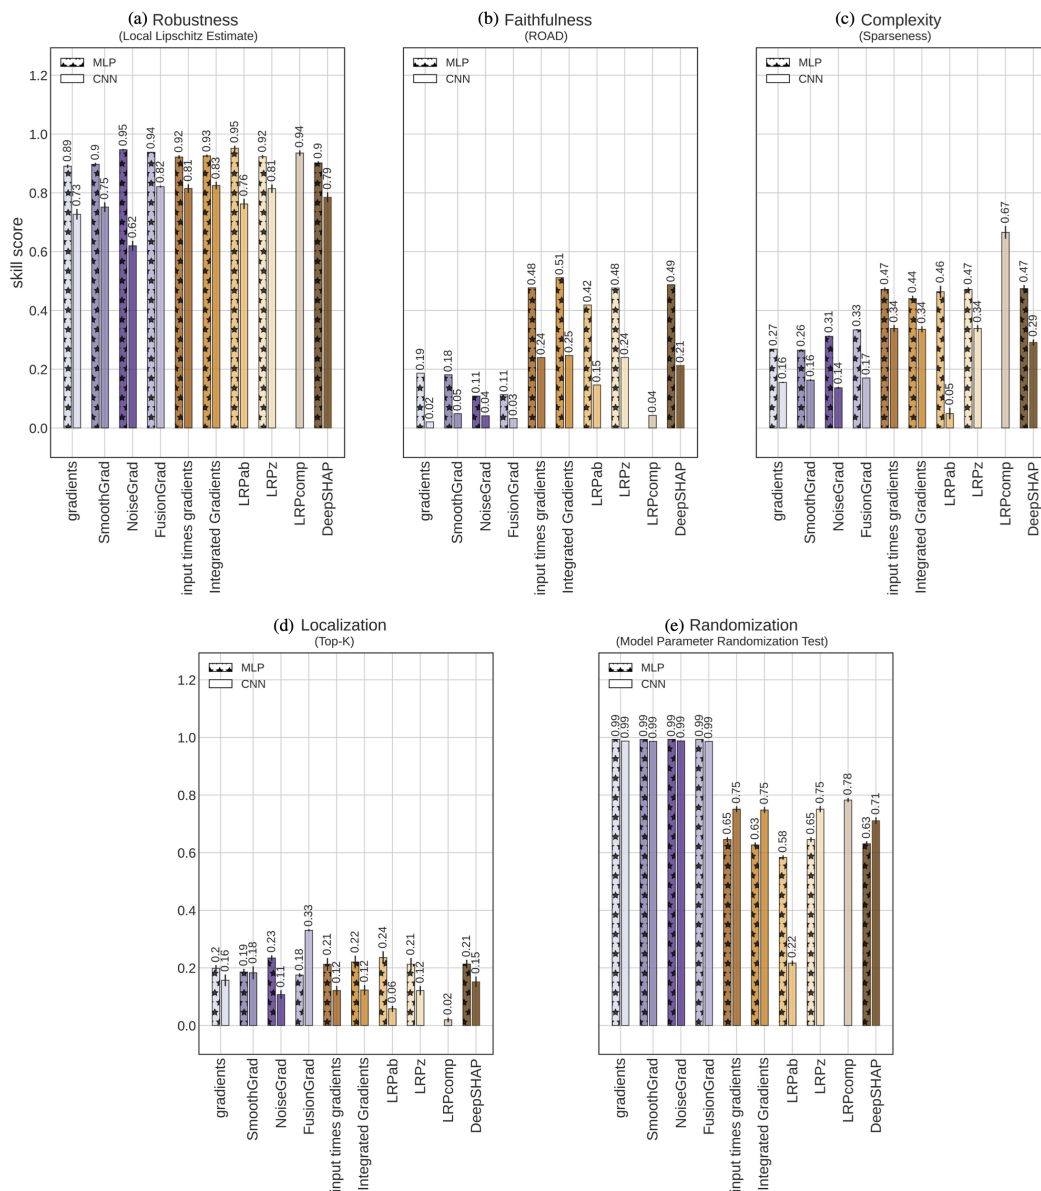 (a) Robustness
(Local Lipschitz Estimate)
MLP
CNN
skill score
1.2
1.0
0.8
0.6
0.4
0.2
0.0
0.89
0.73
0.9
0.75
0.95
0.62
0.94
0.82
0.92
0.81
0.93
0.83
0.95
0.76
0.92
0.81
0.94
0.9
0.79
gradients
SmoothGrad
NoiseGrad
FusionGrad
input times gradients
Integrated Gradients
LRPab
LRPz
LRPcomp
DeepSHAP
(b) Faithfulness
(ROAD)
MLP
CNN
0.19
0.02
0.18
0.05
0.11
0.04
0.11
0.03
0.48
0.24
0.51
0.25
0.42
0.15
0.48
0.24
0.04
0.49
0.21
gradients
SmoothGrad
NoiseGrad
FusionGrad
input times gradients
Integrated Gradients
LRPab
LRPz
LRPcomp
DeepSHAP
(c) Complexity
(Sparseness)
MLP
CNN
0.27
0.16
0.26
0.16
0.31
0.14
0.33
0.17
0.47
0.34
0.44
0.34
0.46
0.05
0.47
0.34
0.67
0.47
0.29
gradients
SmoothGrad
NoiseGrad
FusionGrad
input times gradients
Integrated Gradients
LRPab
LRPz
LRPcomp
DeepSHAP
(d) Localization
(Top-K)
MLP
CNN
1.2
1.0
0.8
0.6
0.4
0.2
0.0
0.2
0.16
0.19
0.18
0.23
0.11
0.18
0.33
0.21
0.12
0.22
0.12
0.24
0.06
0.21
0.12
0.02
0.21
0.15
gradients
SmoothGrad
NoiseGrad
FusionGrad
input times gradients
Integrated Gradients
LRPab
LRPz
LRPcomp
DeepSHAP
(e) Randomization
(Model Parameter Randomization Test)
MLP
CNN
0.99
0.99
0.99
0.99
0.99
0.99
0.99
0.99
0.65
0.75
0.63
0.75
0.58
0.22
0.65
0.75
0.78
0.63
0.71
gradients
SmoothGrad
NoiseGrad
FusionGrad
input times gradients
Integrated Gradients
LRPab
LRPz
LRPcomp
DeepSHAP